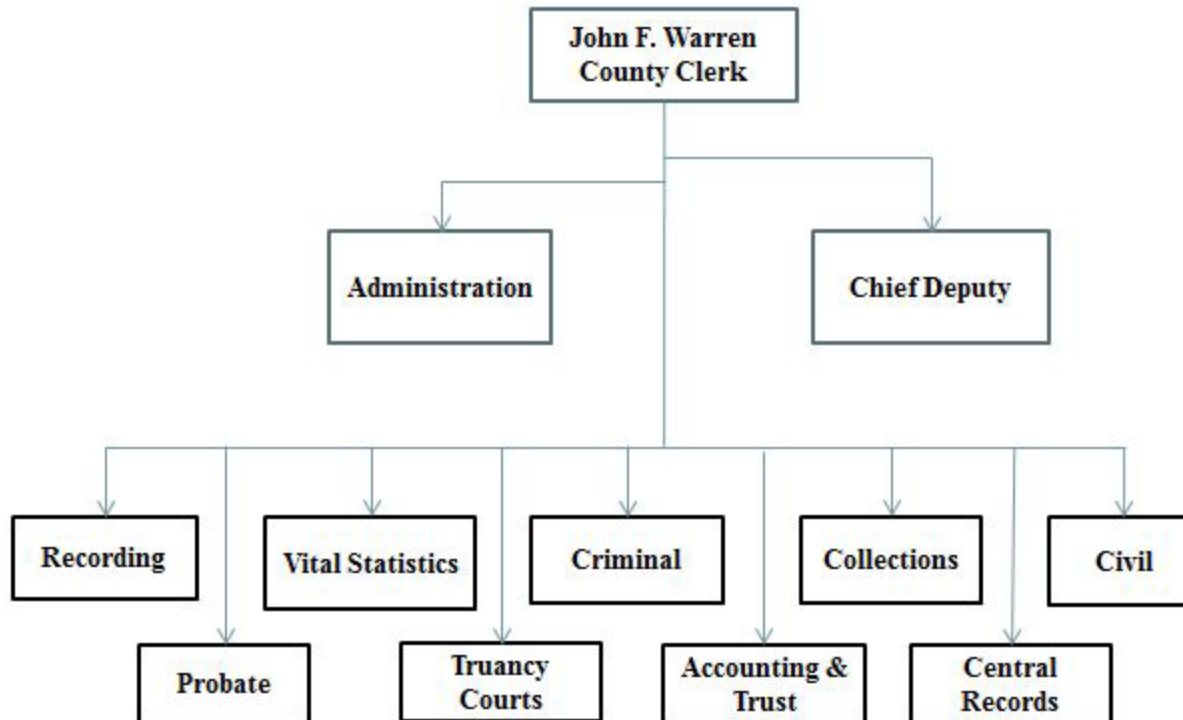 John F. Warren
County Clerk
Administration
Chief Deputy
Recording
Vital Statistics
Criminal
Collections
Civil
Probate
Truancy
Courts
Accounting &
Trust
Central
Records